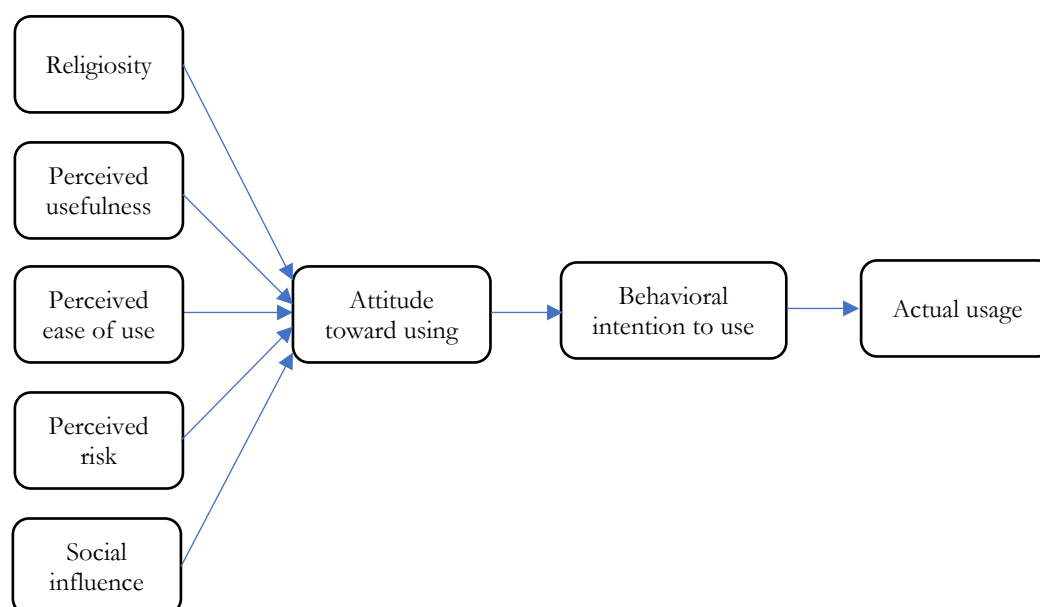 Religiosity
Perceived
usefulness
Perceived
ease of use
Perceived
risk
Social
influence
Attitude
toward using
Behavioral
intention to use
Actual usage